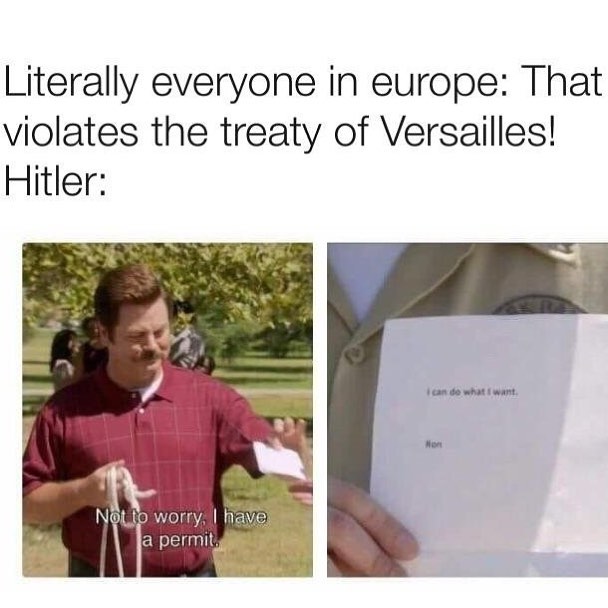 Literally everyone in europe: That
violates the treaty of Versailles!
Hitler:
Not to worry, I have
a permit.
I can do what I want.
Ron